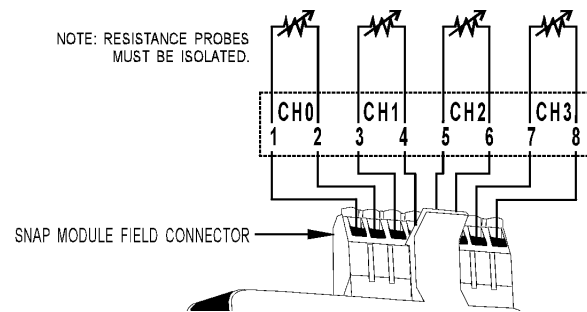 NOTE: RESISTANCE PROBES
MUST BE ISOLATED.
CH0 CH1 CH2 CH3
1 2 3 4 5 6 7 8
SNAP MODULE FIELD CONNECTOR